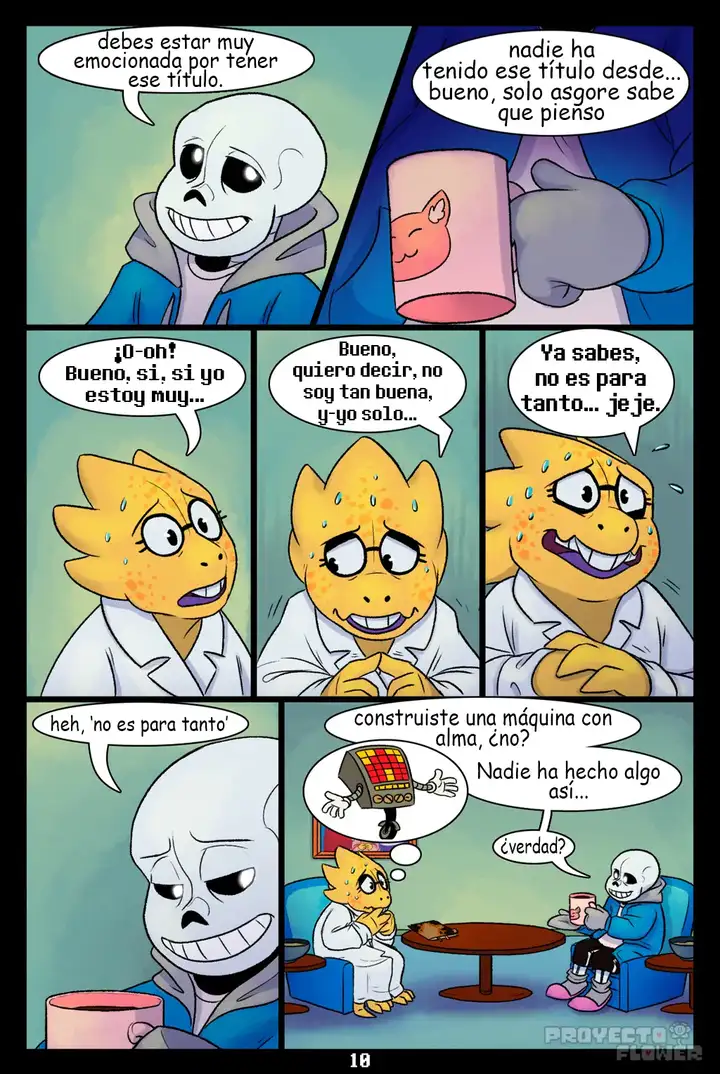 debes estar muy
emocionada por tener
ese título.
nadie ha
tenido ese título desde...
bueno, solo asgore sabe
que pienso
¡O-oh!
Bueno, si, si yo
estoy muy...
Bueno,
quiero decir, no
soy tan buena,
y-yo solo...
Ya sabes,
no es para
tanto... jeje.
heh, 'no es para tanto'
construiste una máquina con
alma, ¿no?
Nadie ha hecho algo
así...
¿verdad?
PROYECTO
FLOWER
10